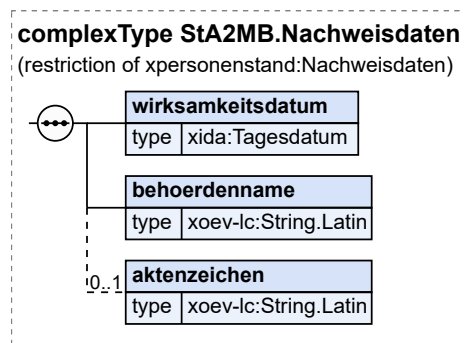 complexType StA2MB.Nachweisdaten
(restriction of xpersonenstand:Nachweisdaten)
wirksamkeitsdatum
type xida:Tagesdatum
behoerdenname
type xoev-lc:String.Latin
0..1
aktenzeichen
type xoev-lc:String.Latin